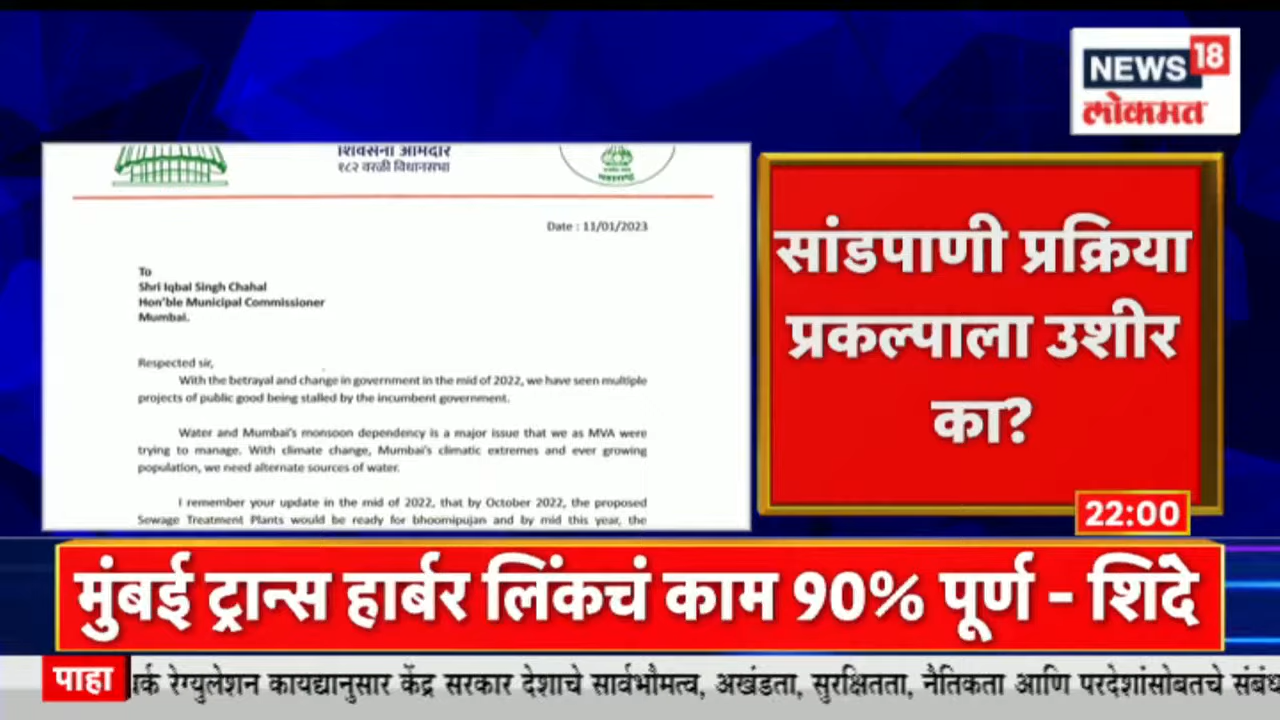 NEWS 18
लोकमत
शिवसेना आमदार
१८२ वरळी विधानसभा
Date : 11/01/2023
To
Shri Iqbal Singh Chahal
Hon'ble Municipal Commissioner
Mumbai.
Respected sir,
With the betrayal and change in government in the mid of 2022, we have seen multiple
projects of public good being stalled by the incumbent government.
Water and Mumbai's monsoon dependency is a major issue that we as MVA were
trying to manage. With climate change, Mumbai's climatic extremes and ever growing
population, we need alternate sources of water.
I remember your update in the mid of 2022, that by October 2022, the proposed
Sewage Treatment Plants would be ready for bhoomipujan and by mid this year, the
सांडपाणी प्रक्रिया
प्रकल्पाला उशीर
का?
22:00
मुंबई ट्रान्स हार्बर लिंकचं काम 90% पूर्ण - शिंदे
पाहा
र्क रेग्युलेशन कायद्यानुसार केंद्र सरकार देशाचे सार्वभौमत्व, अखंडता, सुरक्षितता, नैतिकता आणि परदेशांसोबतचे संबंध